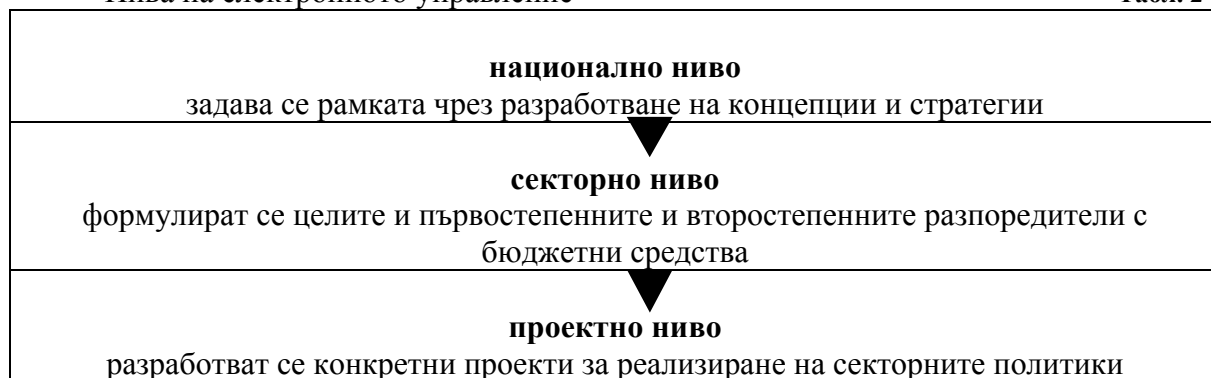 Нива на електронното управление Табл. 2
национално ниво
задава се рамката чрез разработване на концепции и стратегии
секторно ниво
формулират се целите и първостепенните и второстепенните разпоредители с
бюджетни средства
проектно ниво
разработват се конкретни проекти за реализиране на секторните политики